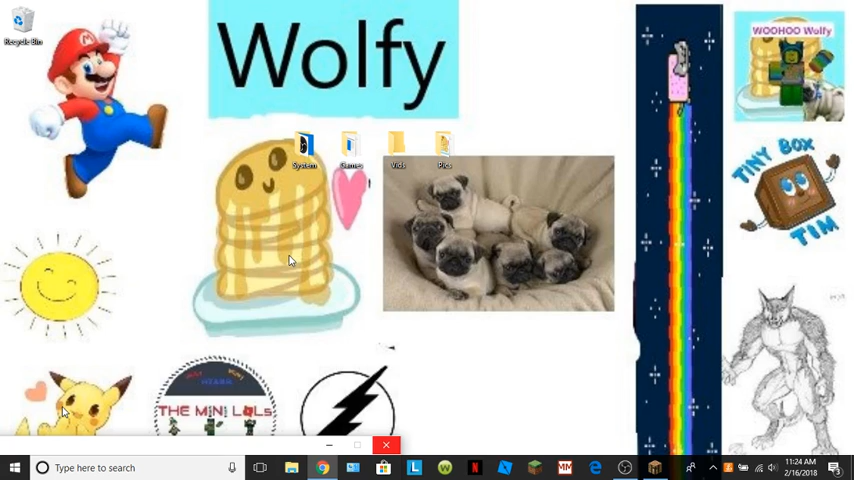 Recycle Bin
Wolfy
WOOHOO Wolfy
System
Games
Vids
Pics
TINY BOX
TIM
THE MINI LOLs
Type here to search
11:24 AM
2/16/2018